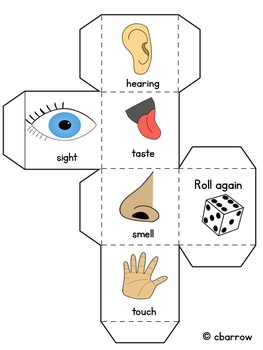 hearing
sight
taste
Roll again
smell
touch
© cbarrow